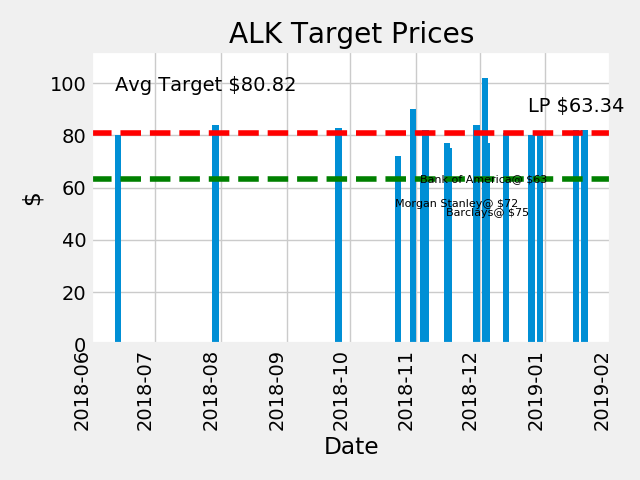 ALK Target Prices
Avg Target $80.82
LP $63.34
Bank of America@ $63
Morgan Stanley@ $72
Barclays@ $75
$
100
80
60
40
20
0
2018-06
2018-07
2018-08
2018-09
2018-10
2018-11
2018-12
2019-01
2019-02
Date